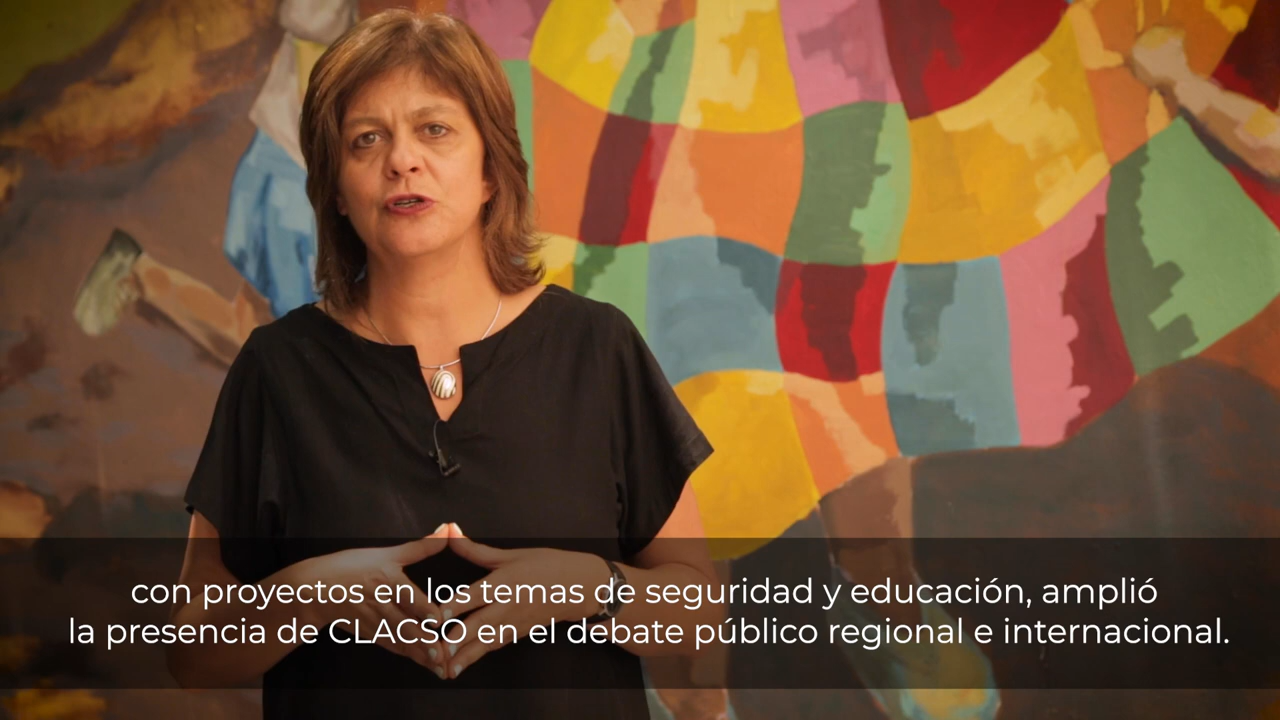 con proyectos en los temas de seguridad y educación, amplió
la presencia de CLACSO en el debate público regional e internacional.